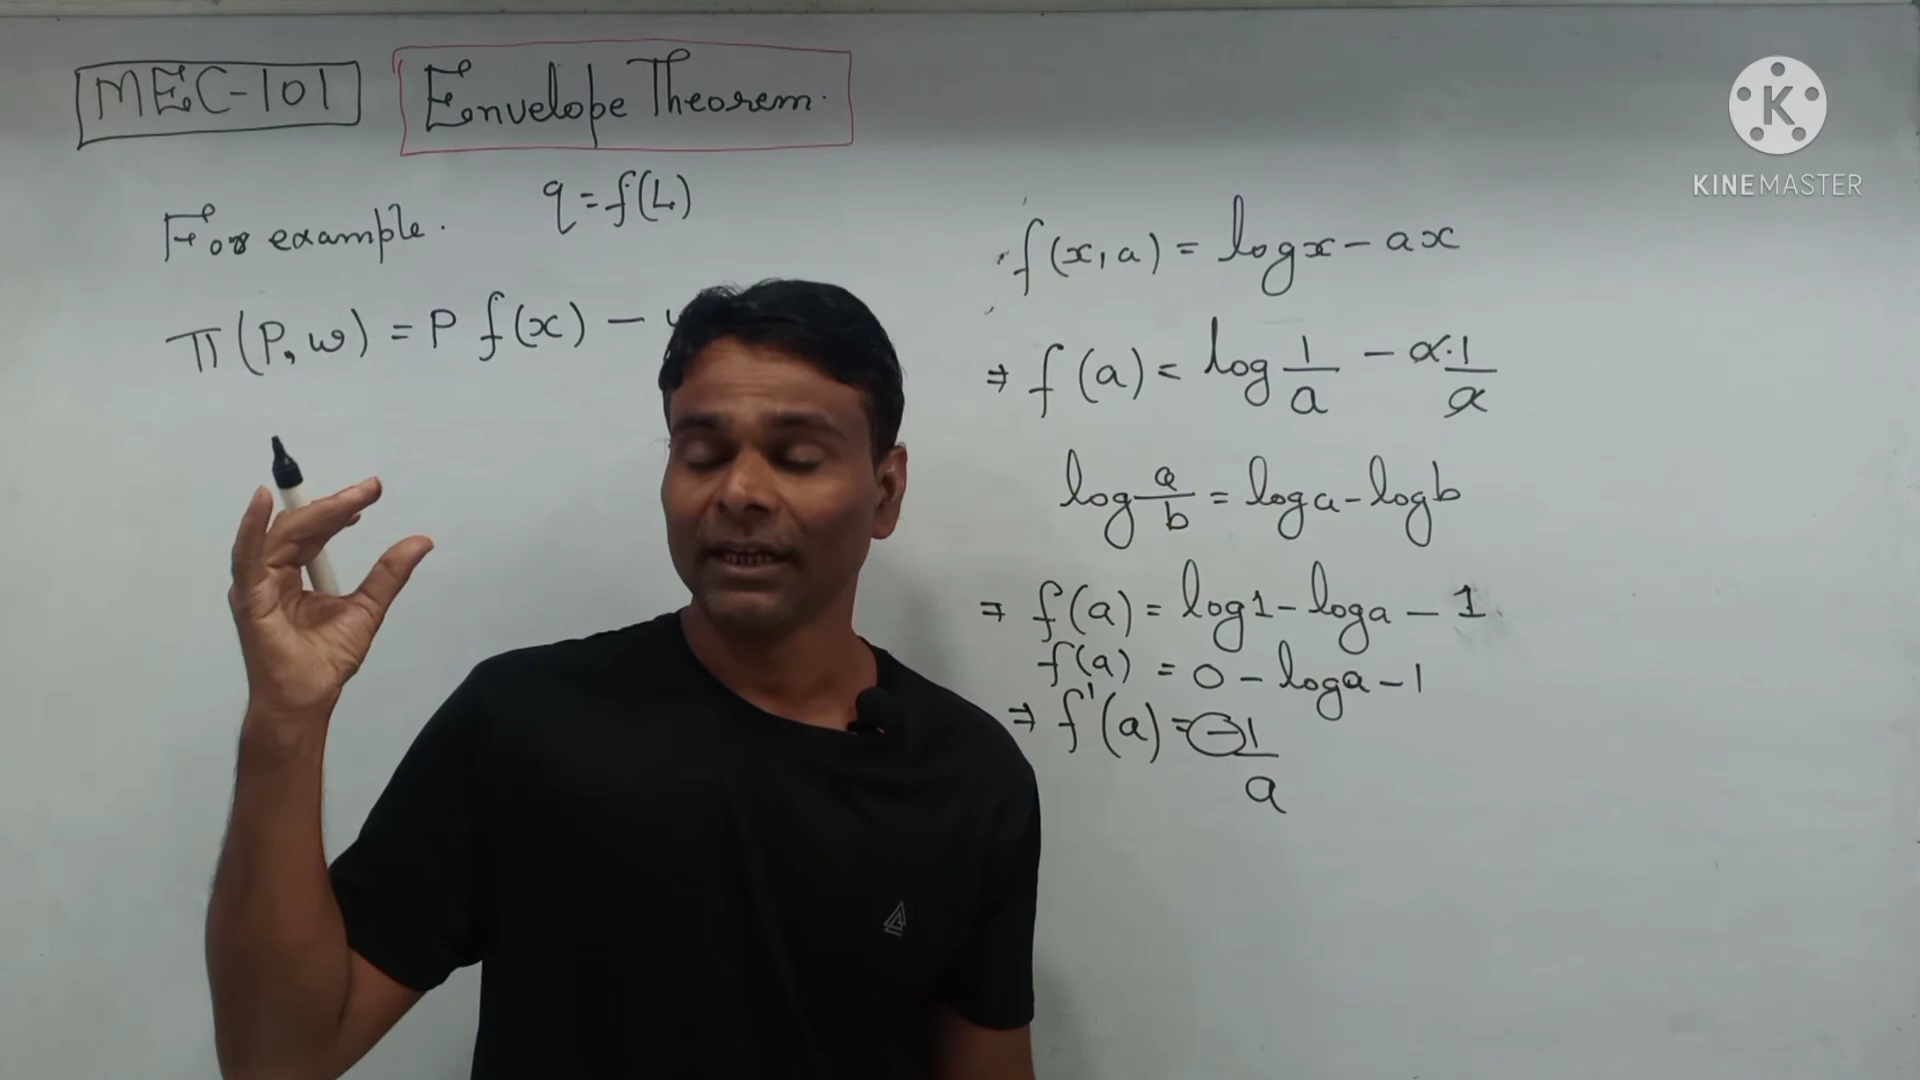 MEC-101
Envelope Theorem.
For example.
q = f(L)
π(P, w) = P f(x) -
f(x, a) = log x - ax
⇒ f(a) = log 1/a - a·1/a
log a/b = log a - log b
⇒ f(a) = log 1 - log a - 1
f(a) = 0 - log a - 1
⇒ f'(a) = -1/a
K
KINEMASTER